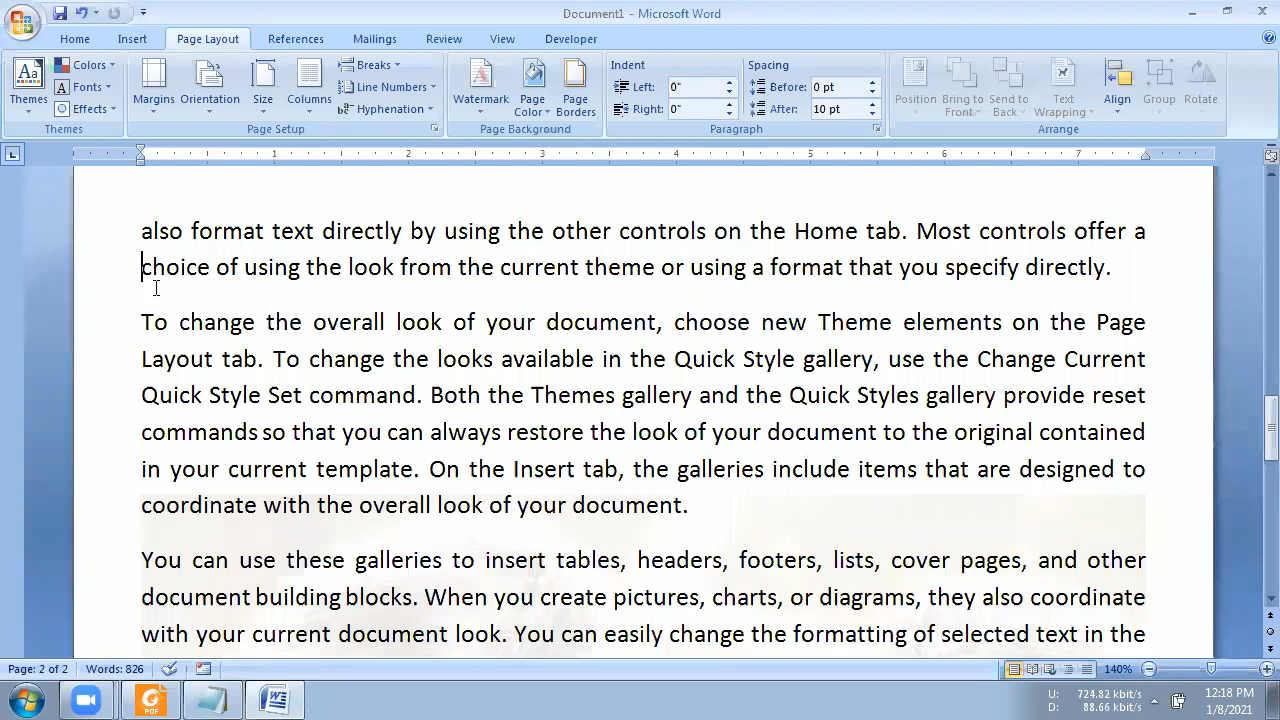 Document1 - Microsoft Word
Home Insert Page Layout References Mailings Review View Developer
Aa Themes Colors Fonts Effects Themes
Margins Orientation Size Columns Breaks Line Numbers Hyphenation Page Setup
Watermark Page Color Page Borders Page Background
Indent Left: 0" Right: 0" Spacing Before: 0 pt After: 10 pt Paragraph
Position Bring to Front Send to Back Text Wrapping Align Group Rotate Arrange
1 2 3 4 5 6 7
also format text directly by using the other controls on the Home tab. Most controls offer a
choice of using the look from the current theme or using a format that you specify directly.
To change the overall look of your document, choose new Theme elements on the Page
Layout tab. To change the looks available in the Quick Style gallery, use the Change Current
Quick Style Set command. Both the Themes gallery and the Quick Styles gallery provide reset
commands so that you can always restore the look of your document to the original contained
in your current template. On the Insert tab, the galleries include items that are designed to
coordinate with the overall look of your document.
You can use these galleries to insert tables, headers, footers, lists, cover pages, and other
document building blocks. When you create pictures, charts, or diagrams, they also coordinate
with your current document look. You can easily change the formatting of selected text in the
Page: 2 of 2 Words: 826 140%
PDF
U: 724.82 kbit/s 12:18 PM
D: 88.66 kbit/s 1/8/2021